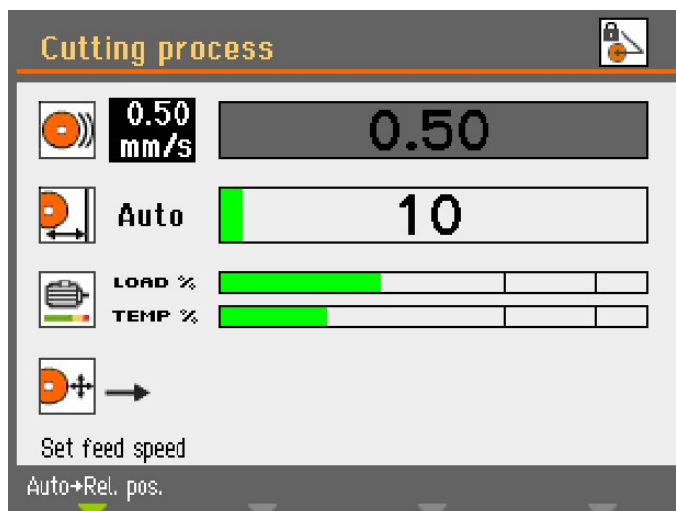 Cutting process
0.50
mm/s
0.50
Auto
10
LOAD %
TEMP %
Set feed speed
Auto→Rel. pos.